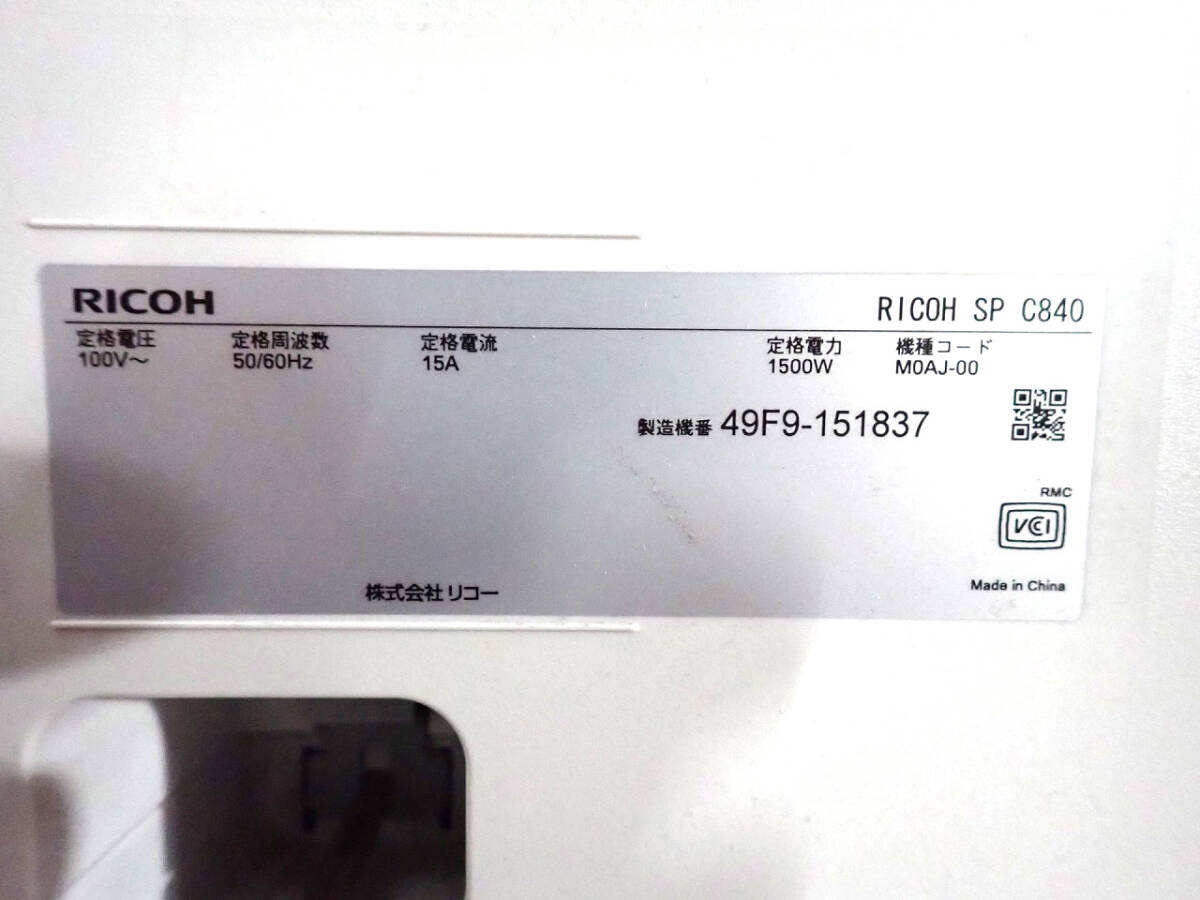 RICOH
RICOH SP C840
定格電圧 定格周波数 定格電流 定格電力 機種コード
100V～ 50/60Hz 15A 1500W M0AJ-00
製造機番 49F9-151837
RMC
VCCI
Made in China
株式会社リコー